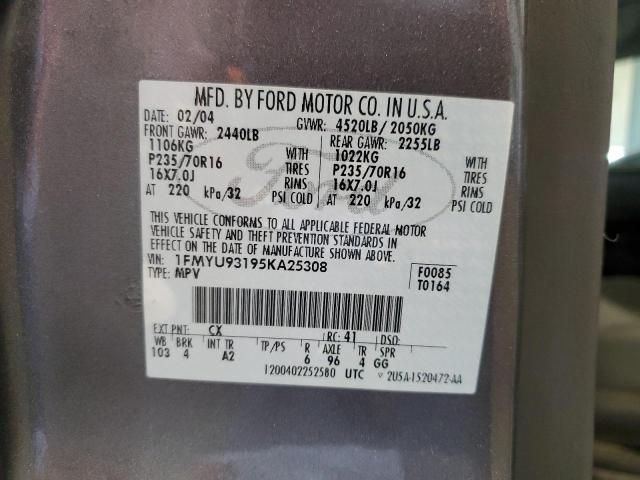 MFD. BY FORD MOTOR CO. IN U.S.A.
DATE: 02/04 GVWR: 4520LB/ 2050KG
FRONT GAWR: 2440LB REAR GAWR: 2255LB
1106KG WITH 1022KG WITH
P235/70R16 TIRES P235/70R16 TIRES
16X7.0J RIMS 16X7.0J RIMS
AT 220 kPa/32 PSI COLD AT 220 kPa/32 PSI COLD
Ford
THIS VEHICLE CONFORMS TO ALL APPLICABLE FEDERAL MOTOR
VEHICLE SAFETY AND THEFT PREVENTION STANDARDS IN
EFFECT ON THE DATE OF MANUFACTURE SHOWN ABOVE.
VIN: 1FMYU93195KA25308 F0085
TYPE: MPV T0164
EXT PNT: CX RC: 41 DSO:
WB BRK INT TR TP/PS R AXLE TR SPR
103 4 A2 6 96 4 GG
1200402252580 UTC ▽ 2U5A-1520472-AA